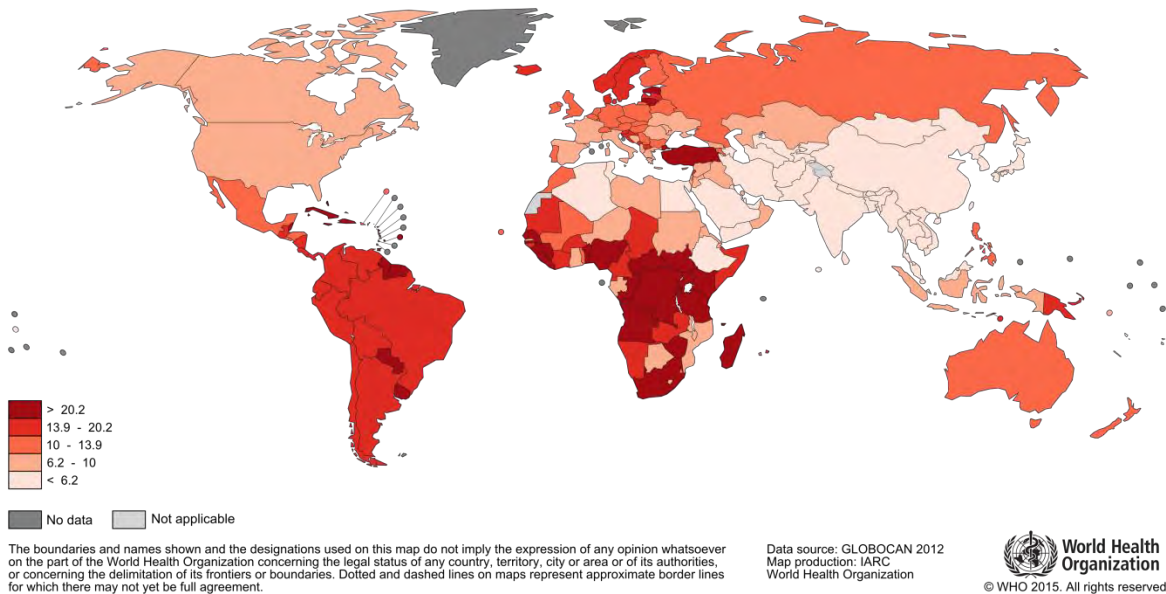 > 20.2
13.9 - 20.2
10 - 13.9
6.2 - 10
< 6.2
No data
Not applicable
The boundaries and names shown and the designations used on this map do not imply the expression of any opinion whatsoever
on the part of the World Health Organization concerning the legal status of any country, territory, city or area or of its authorities,
or concerning the delimitation of its frontiers or boundaries. Dotted and dashed lines on maps represent approximate border lines
for which there may not yet be full agreement.
Data source: GLOBOCAN 2012
Map production: IARC
World Health Organization
World Health
Organization
© WHO 2015. All rights reserved